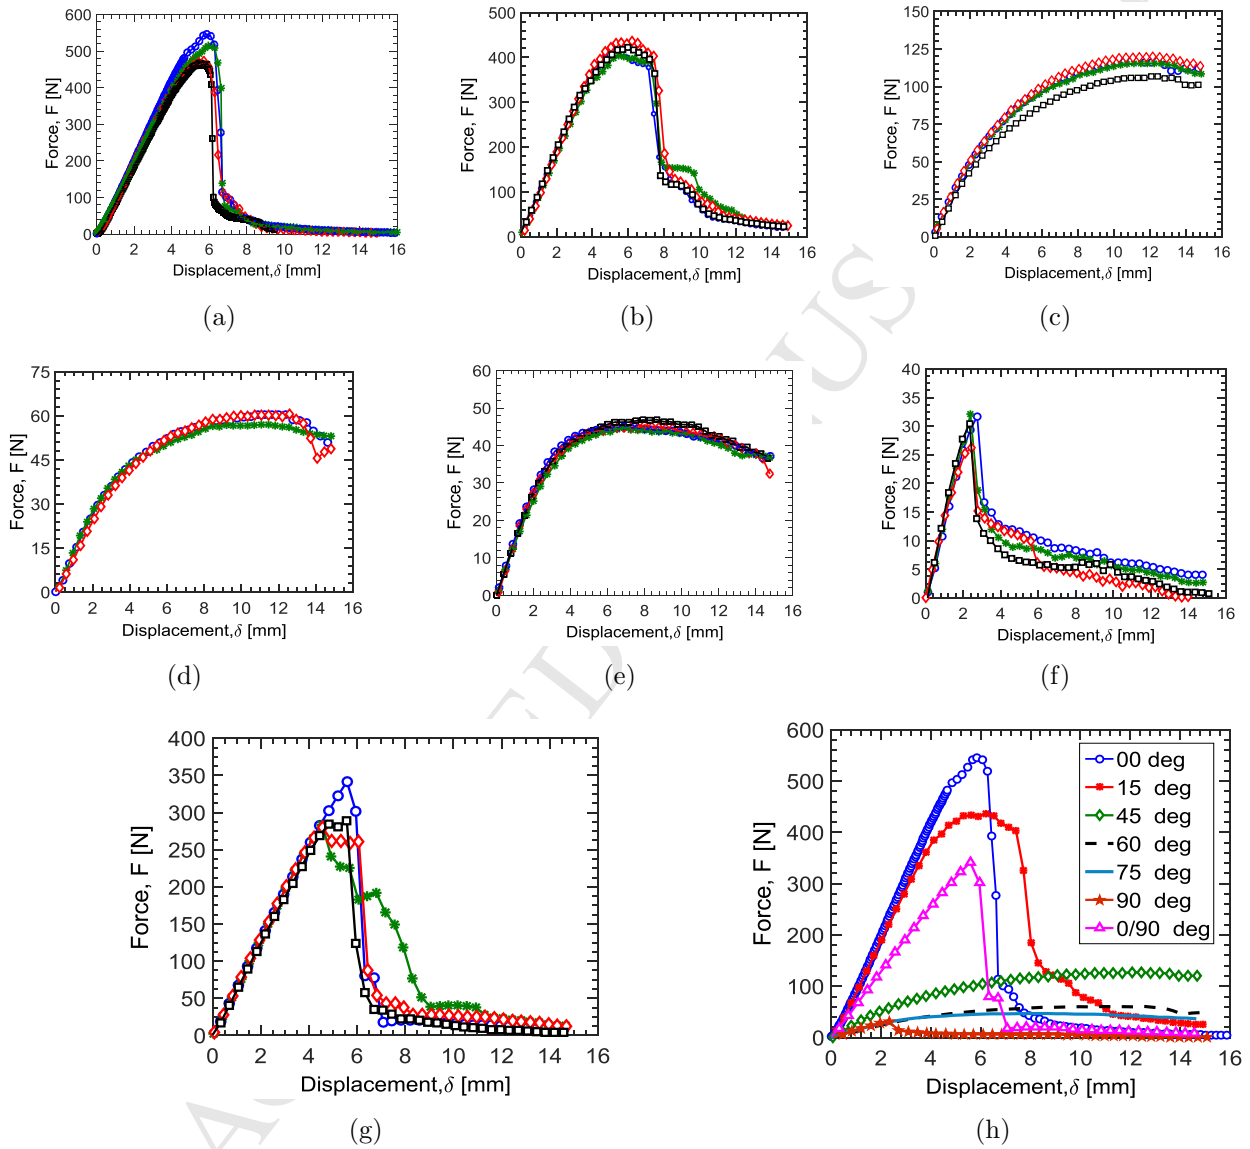 600
500
400
300
200
100
0
Force, F [N]
0 2 4 6 8 10 12 14 16
Displacement,δ [mm]
(a)
500
400
300
200
100
0
Force, F [N]
0 2 4 6 8 10 12 14 16
Displacement,δ [mm]
(b)
150
125
100
75
50
25
0
Force, F [N]
0 2 4 6 8 10 12 14 16
Displacement,δ [mm]
(c)
75
60
45
30
15
0
Force, F [N]
0 2 4 6 8 10 12 14 16
Displacement,δ [mm]
(d)
60
50
40
30
20
10
0
Force, F [N]
0 2 4 6 8 10 12 14 16
Displacement,δ [mm]
(e)
40
35
30
25
20
15
10
5
0
Force, F [N]
0 2 4 6 8 10 12 14 16
Displacement,δ [mm]
(f)
400
350
300
250
200
150
100
50
0
Force, F [N]
0 2 4 6 8 10 12 14 16
Displacement,δ [mm]
(g)
600
500
400
300
200
100
0
Force, F [N]
00 deg
15 deg
45 deg
60 deg
75 deg
90 deg
0/90 deg
0 2 4 6 8 10 12 14 16
Displacement,δ [mm]
(h)